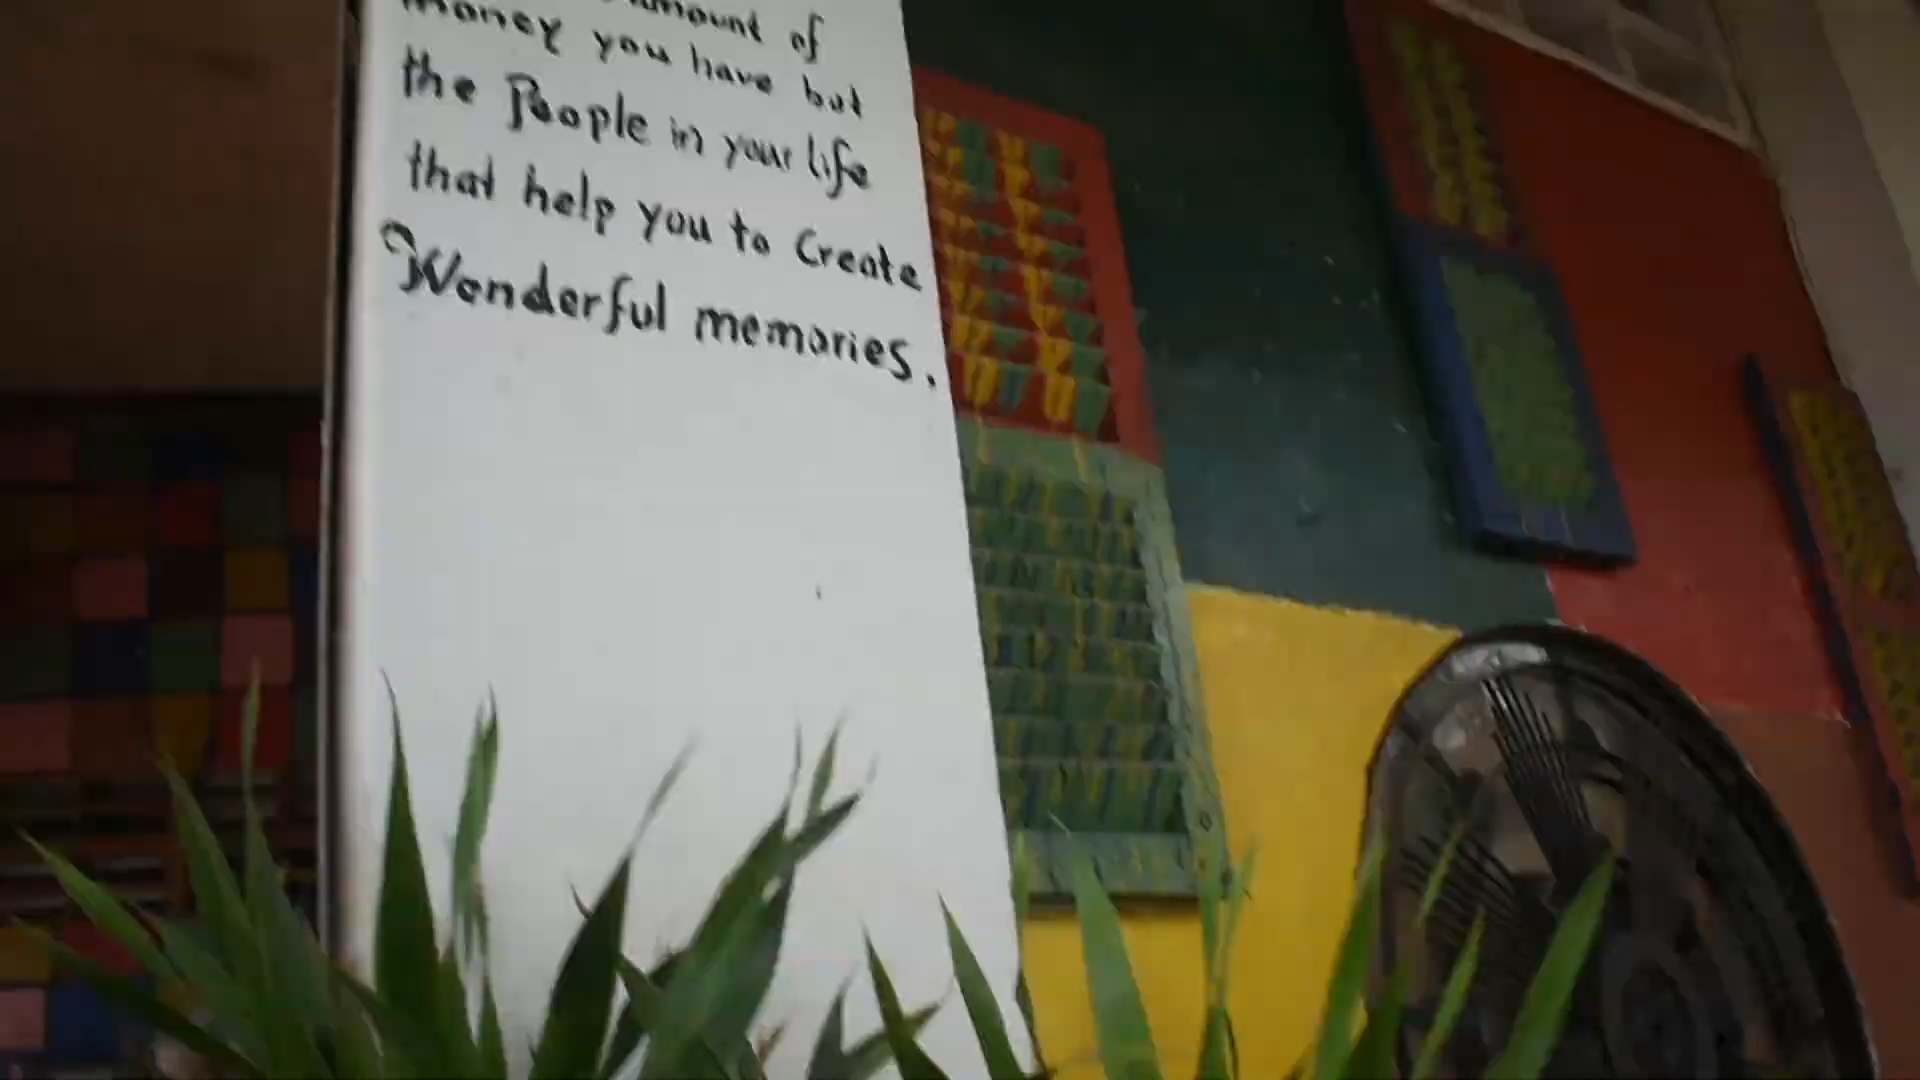 amount of
money you have but
the People in your life
that help you to Create
Wonderful memories.